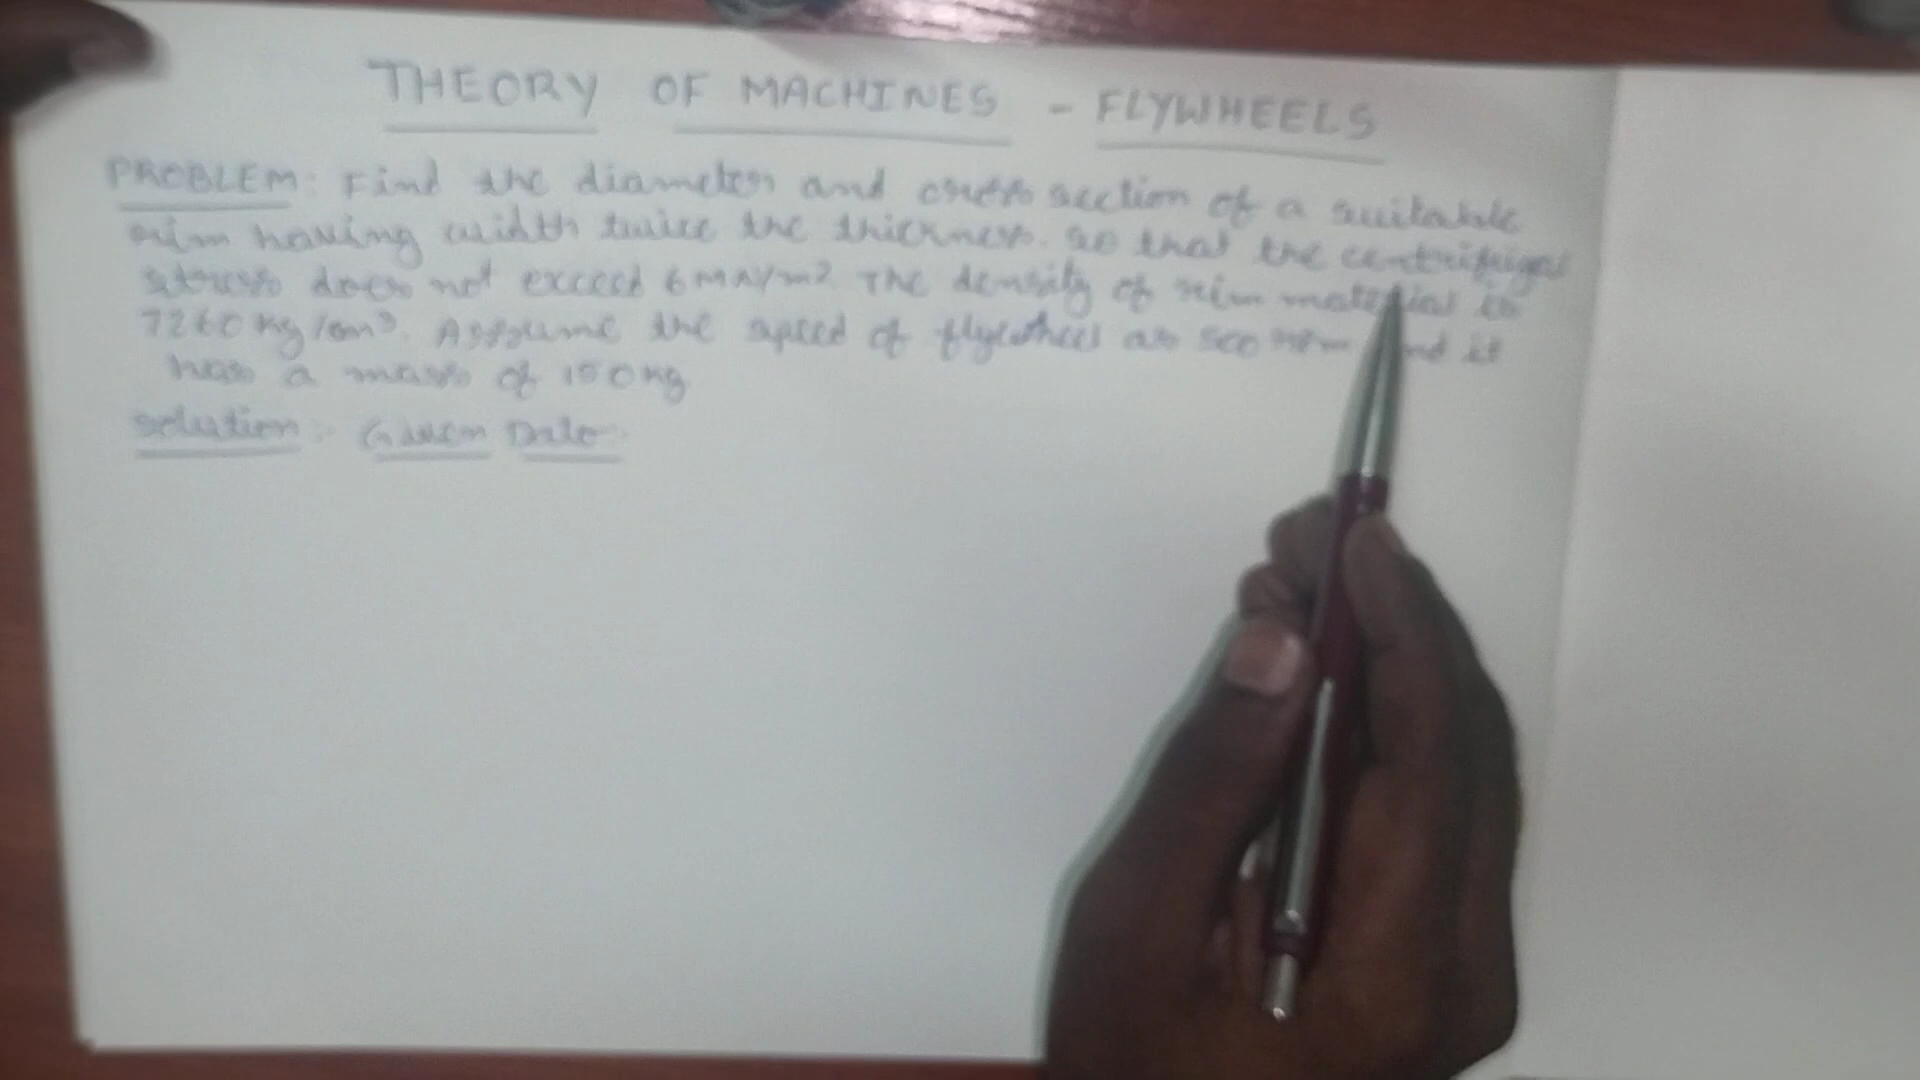 THEORY OF MACHINES - FLYWHEELS
PROBLEM: Find the diameter and cross section of a suitable
rim having width twice the thickness. so that the centrifugal
stress does not exceed 6 MN/m2 The density of rim material is
7260 kg/cm3. Assume the speed of flywheel as 500 rpm and it
has a mass of 150 kg
solution: Given Data: